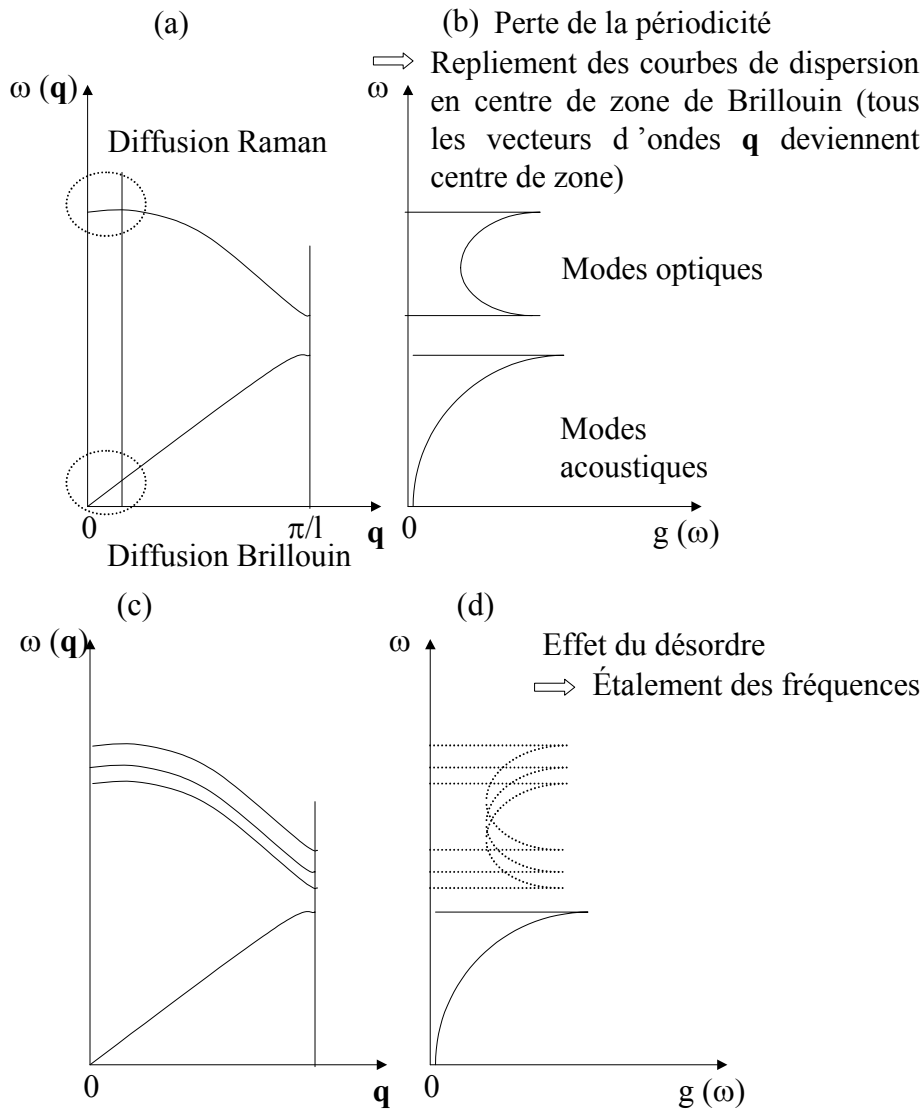 (a)
(b) Perte de la périodicité
Repliement des courbes de dispersion
en centre de zone de Brillouin (tous
les vecteurs d ’ondes q deviennent
centre de zone)
ω (q)
ω
Diffusion Raman
Modes optiques
Modes
acoustiques
0
π/l
q
0
g (ω)
Diffusion Brillouin
(c)
(d)
ω (q)
ω
Effet du désordre
Étalement des fréquences
0
q
0
g (ω)